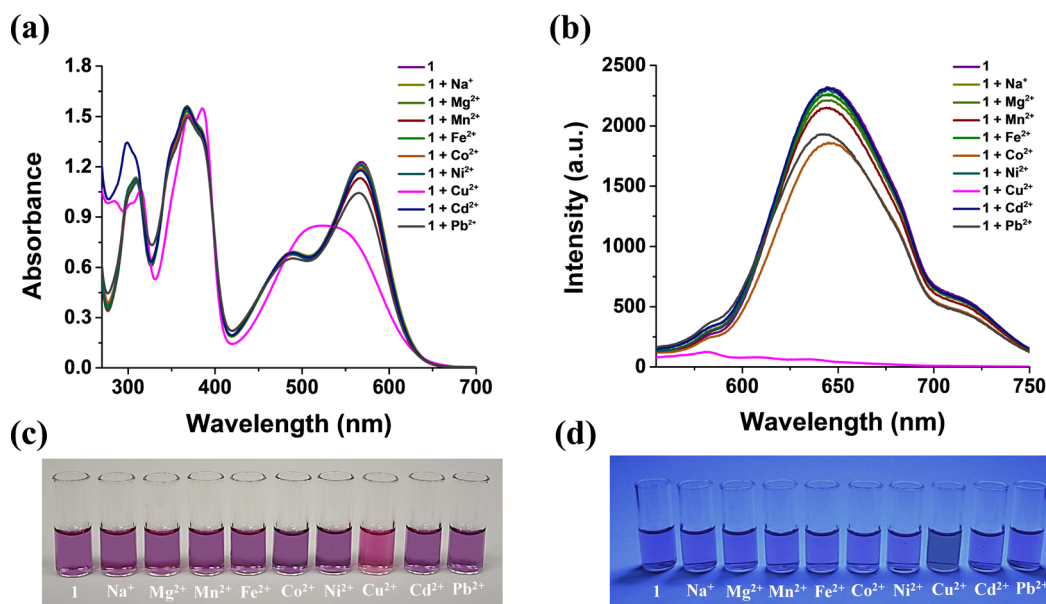 (a)
1.8
1.5
1.2
0.9
0.6
0.3
0.0
Absorbance
300
400
500
600
700
Wavelength (nm)
1
1 + Na⁺
1 + Mg²⁺
1 + Mn²⁺
1 + Fe²⁺
1 + Co²⁺
1 + Ni²⁺
1 + Cu²⁺
1 + Cd²⁺
1 + Pb²⁺
(b)
2500
2000
1500
1000
500
0
Intensity (a.u.)
600
650
700
750
Wavelength (nm)
1
1 + Na⁺
1 + Mg²⁺
1 + Mn²⁺
1 + Fe²⁺
1 + Co²⁺
1 + Ni²⁺
1 + Cu²⁺
1 + Cd²⁺
1 + Pb²⁺
(c)
1 Na⁺ Mg²⁺ Mn²⁺ Fe²⁺ Co²⁺ Ni²⁺ Cu²⁺ Cd²⁺ Pb²⁺
(d)
1 Na⁺ Mg²⁺ Mn²⁺ Fe²⁺ Co²⁺ Ni²⁺ Cu²⁺ Cd²⁺ Pb²⁺